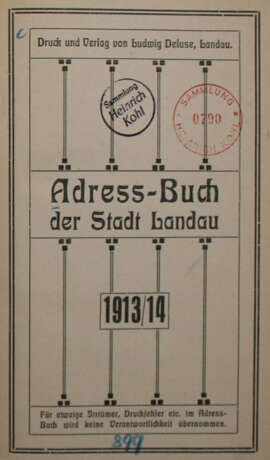 c
Druck und Verlag von Ludwig Deluse, Landau.
Sammlung
Heinrich
Kohl
SAMMLUNG
0290
Adress-Buch
der Stadt Landau
1913/14
Für etwaige Irrtümer, Druckfehler etc. im Adress-
Buch wird keine Verantwortlichkeit übernommen.
899